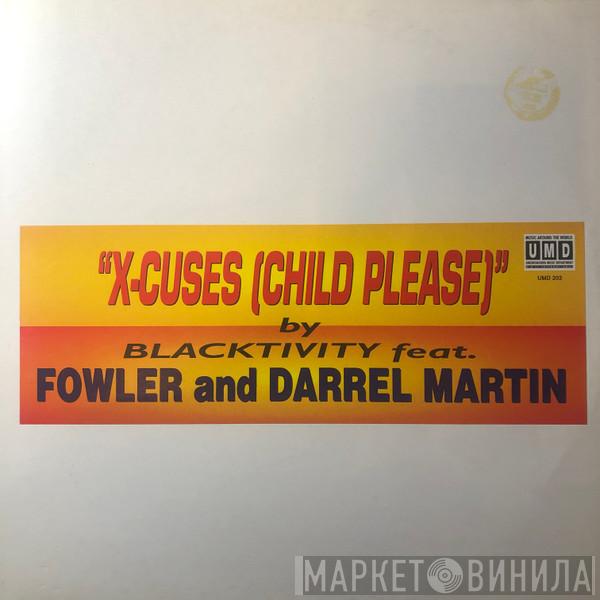 MUSIC AROUND THE WORLD
UMD
UMD 202
"X-CUSES (CHILD PLEASE)"
by
BLACKTIVITY feat.
FOWLER and DARREL MARTIN
МАРКЕТ ВИНИЛА